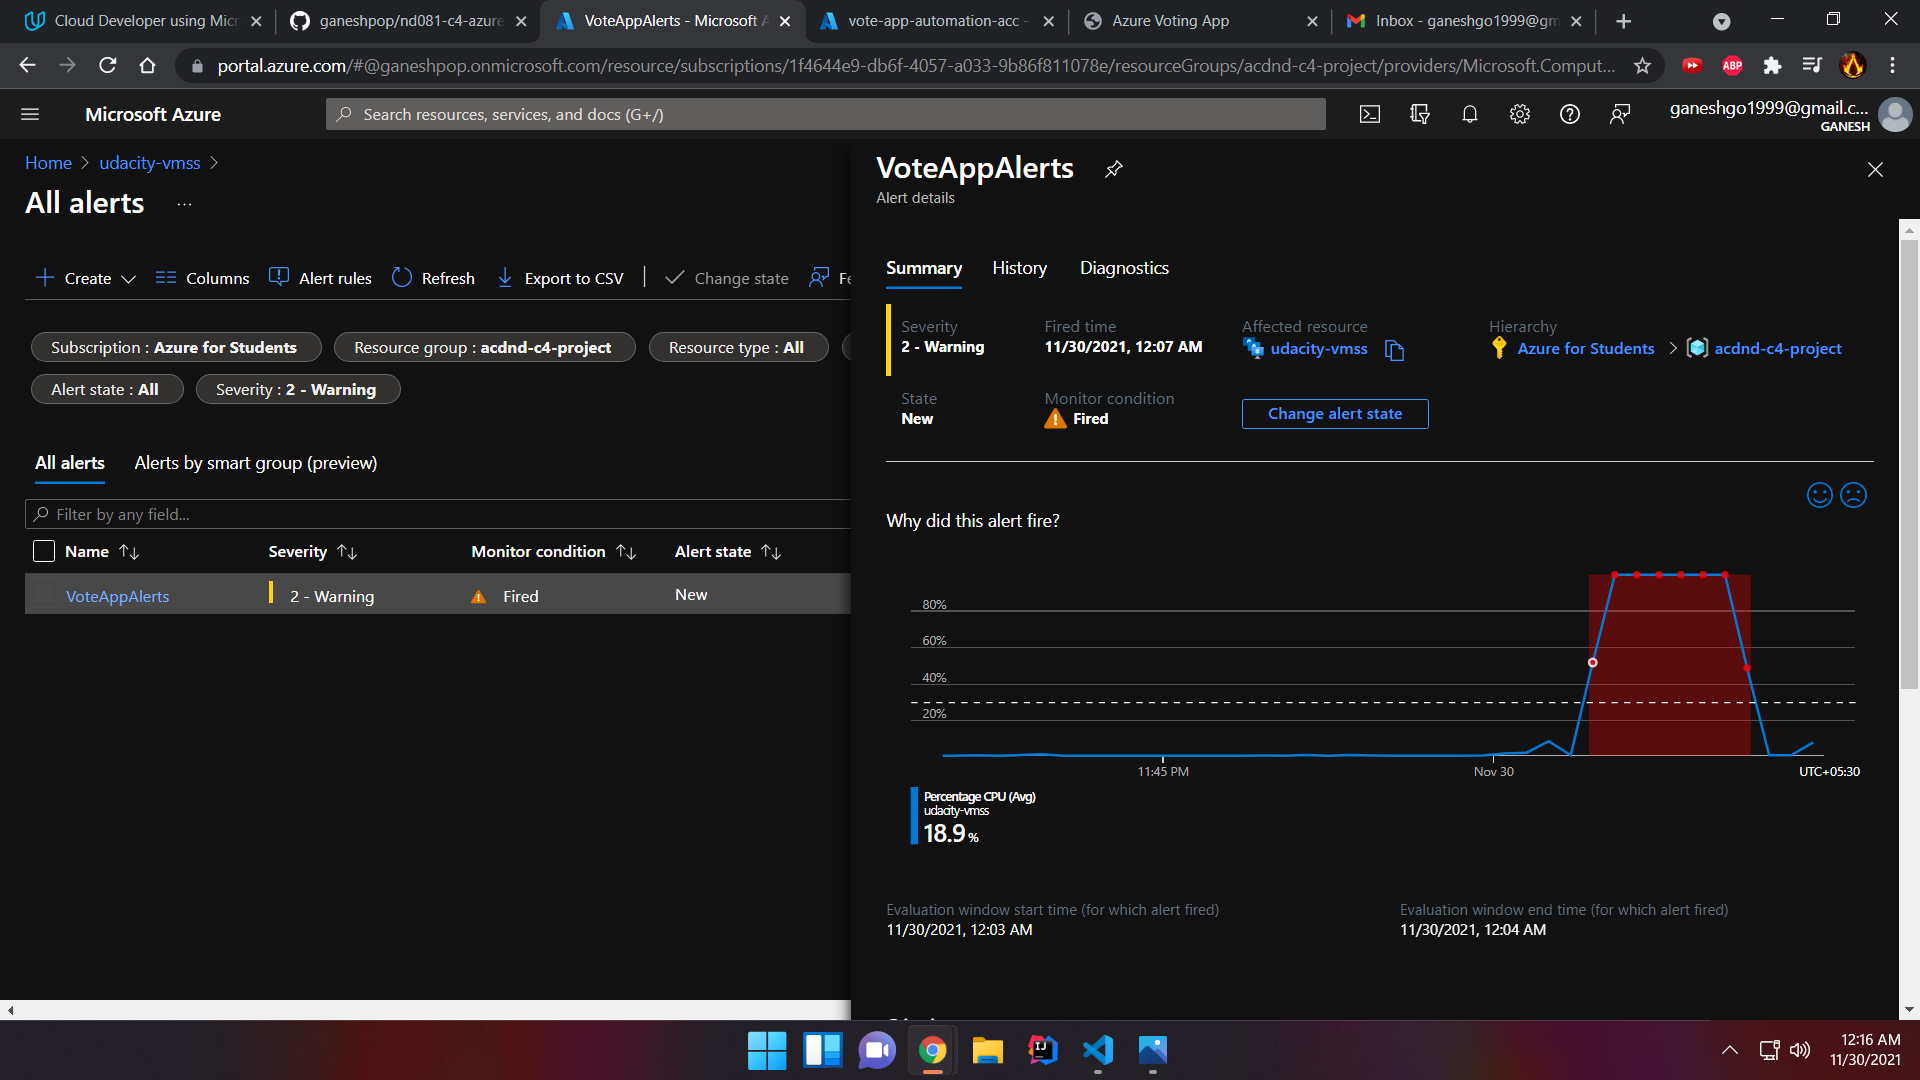 Cloud Developer using Micr
ganeshpop/nd081-c4-azure
VoteAppAlerts - Microsoft A
vote-app-automation-acc -
Azure Voting App
Inbox - ganeshgo1999@gm
portal.azure.com/#@ganeshpop.onmicrosoft.com/resource/subscriptions/1f4644e9-db6f-4057-a033-9b86f811078e/resourceGroups/acdnd-c4-project/providers/Microsoft.Comput...
ABP
Microsoft Azure
Search resources, services, and docs (G+/)
ganeshgo1999@gmail.c...
GANESH
Home > udacity-vmss >
All alerts ...
Create
Columns
Alert rules
Refresh
Export to CSV
Change state
Fe
Subscription : Azure for Students
Resource group : acdnd-c4-project
Resource type : All
Alert state : All
Severity : 2 - Warning
All alerts
Alerts by smart group (preview)
Filter by any field...
Name
Severity
Monitor condition
Alert state
VoteAppAlerts
2 - Warning
Fired
New
VoteAppAlerts
Alert details
Summary
History
Diagnostics
Severity
2 - Warning
Fired time
11/30/2021, 12:07 AM
Affected resource
udacity-vmss
Hierarchy
Azure for Students > acdnd-c4-project
State
New
Monitor condition
Fired
Change alert state
Why did this alert fire?
80%
60%
40%
20%
11:45 PM
Nov 30
UTC+05:30
Percentage CPU (Avg)
udacity-vmss
18.9 %
Evaluation window start time (for which alert fired)
11/30/2021, 12:03 AM
Evaluation window end time (for which alert fired)
11/30/2021, 12:04 AM
12:16 AM
11/30/2021